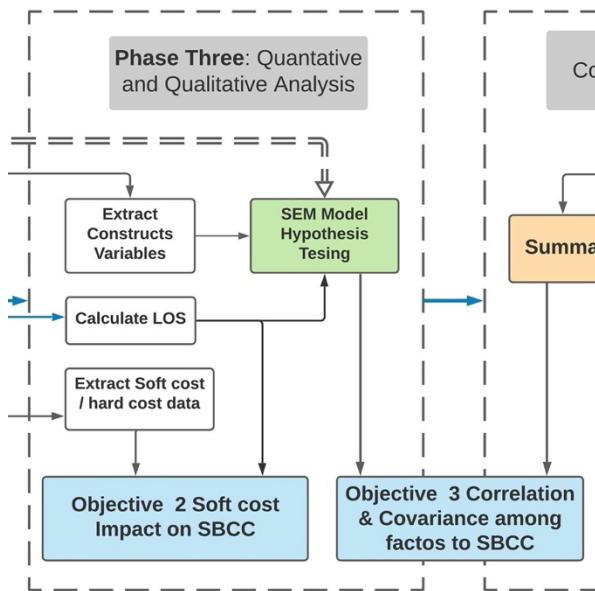 Phase Three: Quantative
and Qualitative Analysis
Co
Extract
Constructs
Variables
SEM Model
Hypothesis
Tesing
Summa
Calculate LOS
Extract Soft cost
/ hard cost data
Objective 2 Soft cost
Impact on SBCC
Objective 3 Correlation
& Covariance among
factos to SBCC